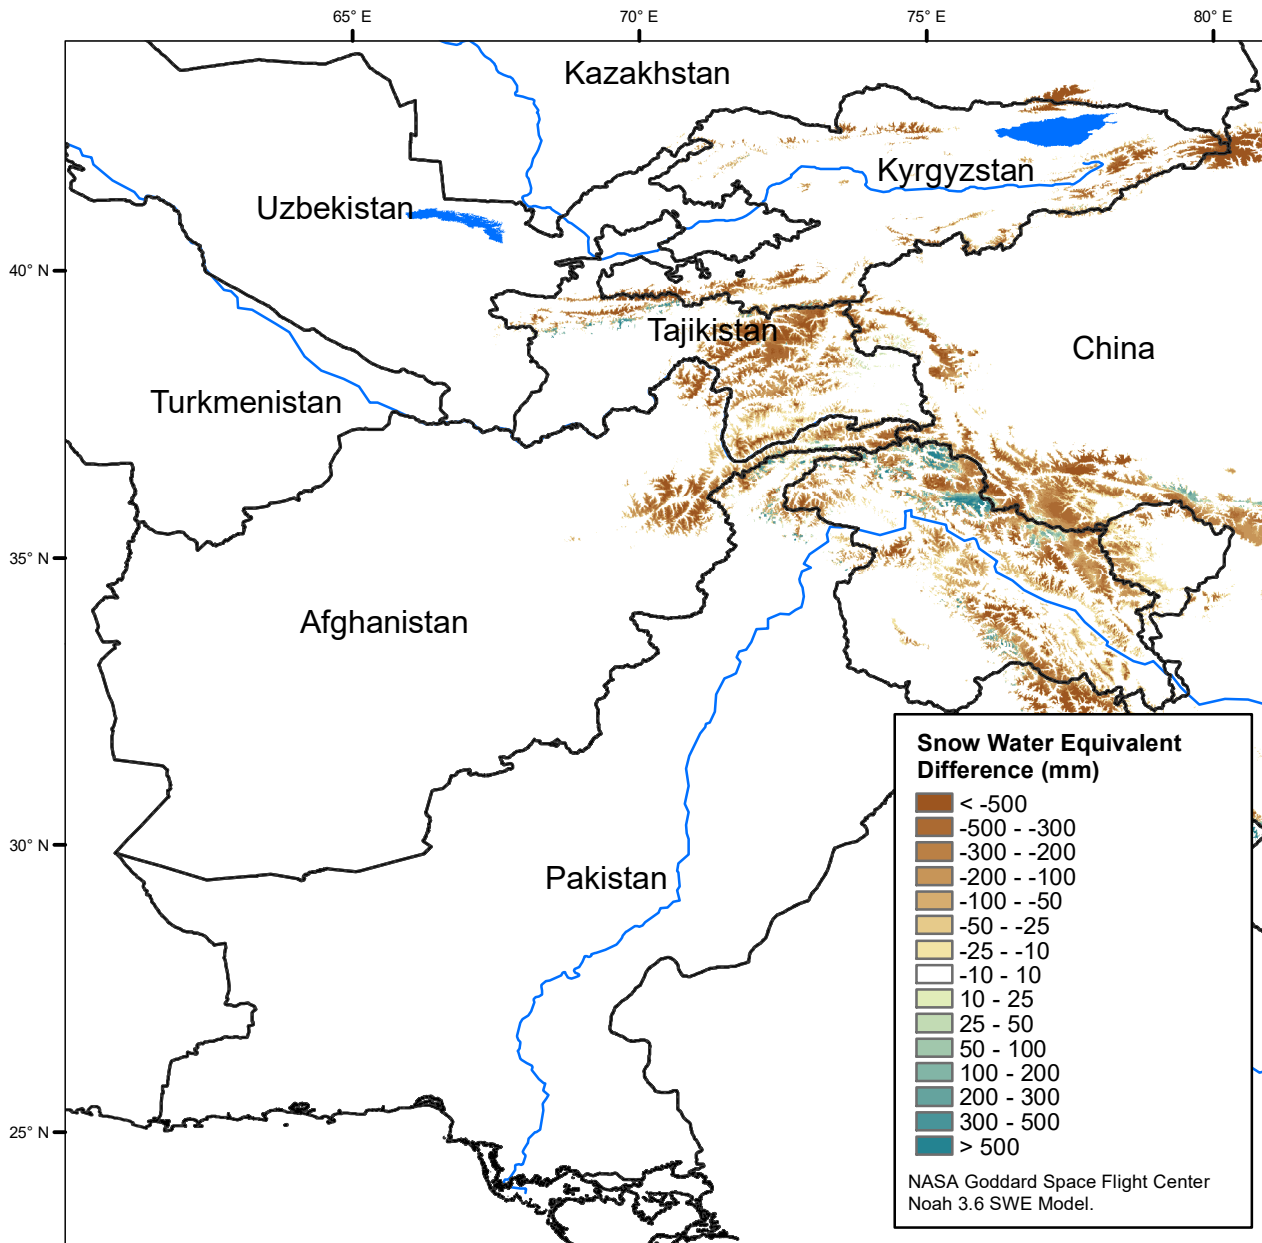 65° E
70° E
75° E
80° E
Kazakhstan
Kyrgyzstan
Uzbekistan
40° N
Tajikistan
China
Turkmenistan
35° N
Afghanistan
30° N
Pakistan
25° N
Snow Water Equivalent
Difference (mm)
< -500
-500 - -300
-300 - -200
-200 - -100
-100 - -50
-50 - -25
-25 - -10
-10 - 10
10 - 25
25 - 50
50 - 100
100 - 200
200 - 300
300 - 500
> 500
NASA Goddard Space Flight Center
Noah 3.6 SWE Model.